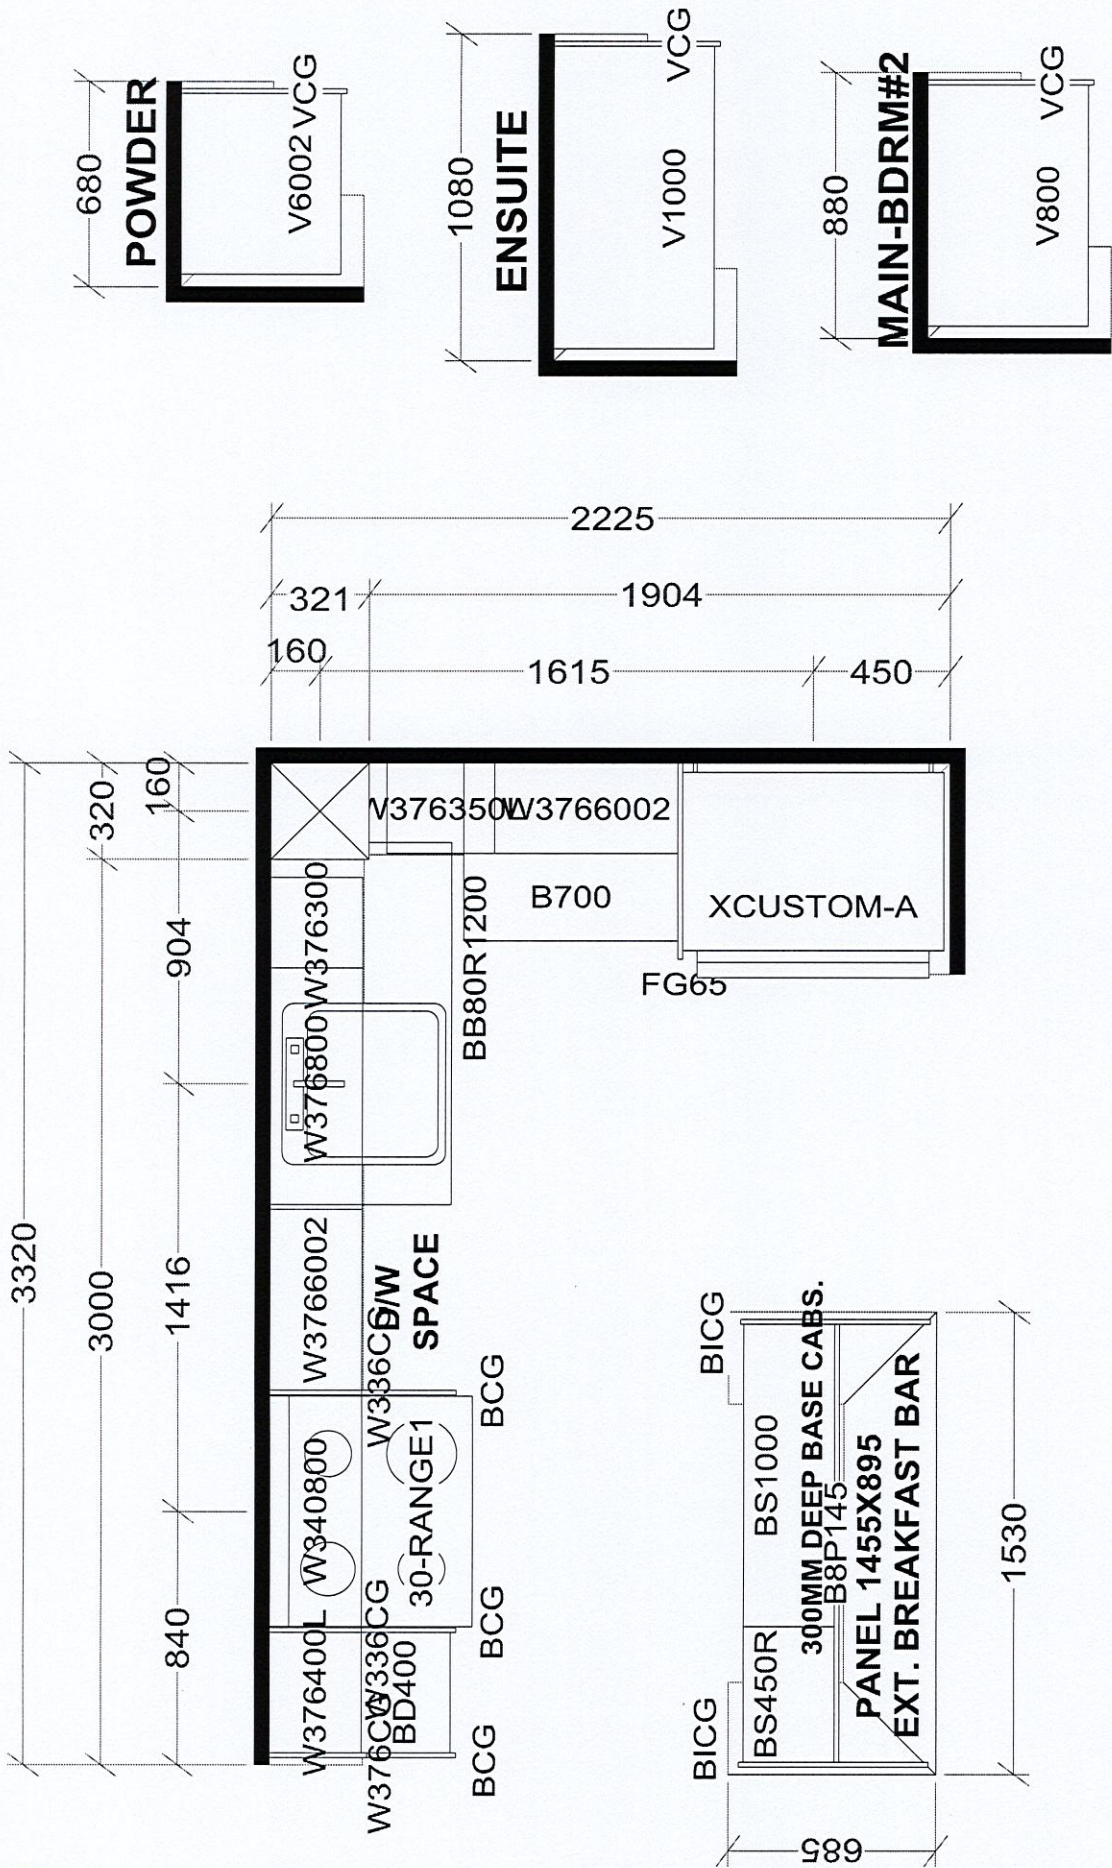 680
POWDER
V6002 VCG
1080
ENSUITE
V1000
VCG
880
MAIN-BDRM#2
V800
VCG
2225
321
1904
160
1615
450
3320
3000
320
840
1416
904
160
W376400L
W340800
W3766002
W376800
W376300
W376350L
W3766002
W376CG
W336CG
W336CG
BD400
30-RANGE1
D/W
SPACE
BB80R1200
B700
XCUSTOM-A
FG65
BCG
BCG
BCG
BICG
BICG
BS450R
BS1000
300MM DEEP BASE CABS.
B8P145
PANEL 1455X895
EXT. BREAKFAST BAR
685
1530